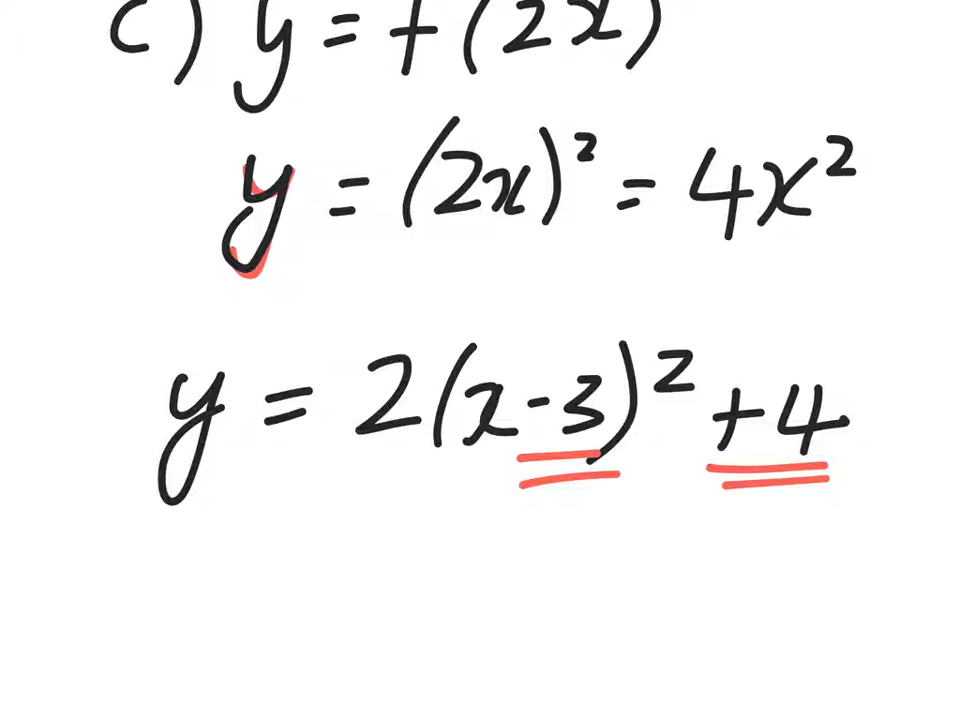 c) y = f(2x)
y = (2x)² = 4x²
y = 2(x-3)² +4